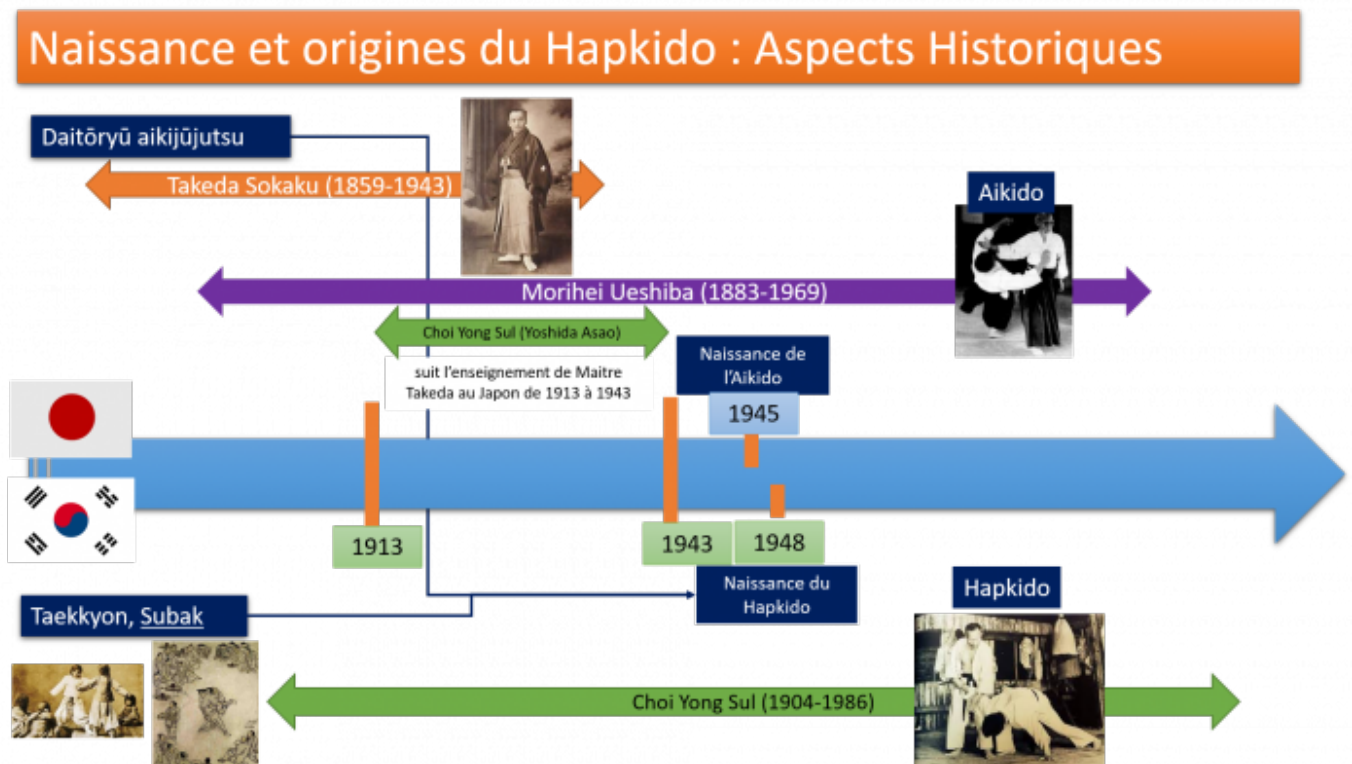 Naissance et origines du Hapkido : Aspects Historiques
Daitōryū aikijūjutsu
Takeda Sokaku (1859-1943)
Aikido
Morihei Ueshiba (1883-1969)
Choi Yong Sul (Yoshida Asao)
suit l'enseignement de Maitre
Takeda au Japon de 1913 à 1943
Naissance de
l'Aikido
1945
1913
1943
1948
Naissance du
Hapkido
Taekkyon, Subak
Hapkido
Choi Yong Sul (1904-1986)